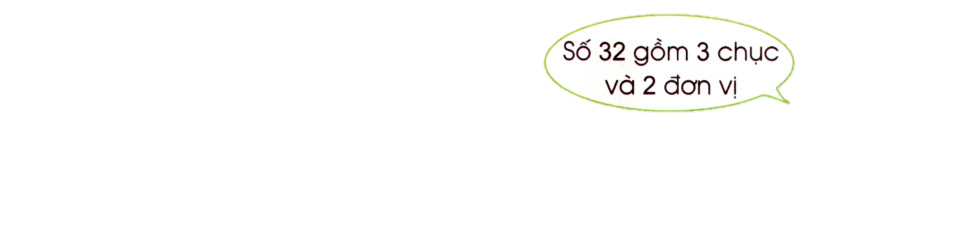 Số 32 gồm 3 chục
và 2 đơn vị